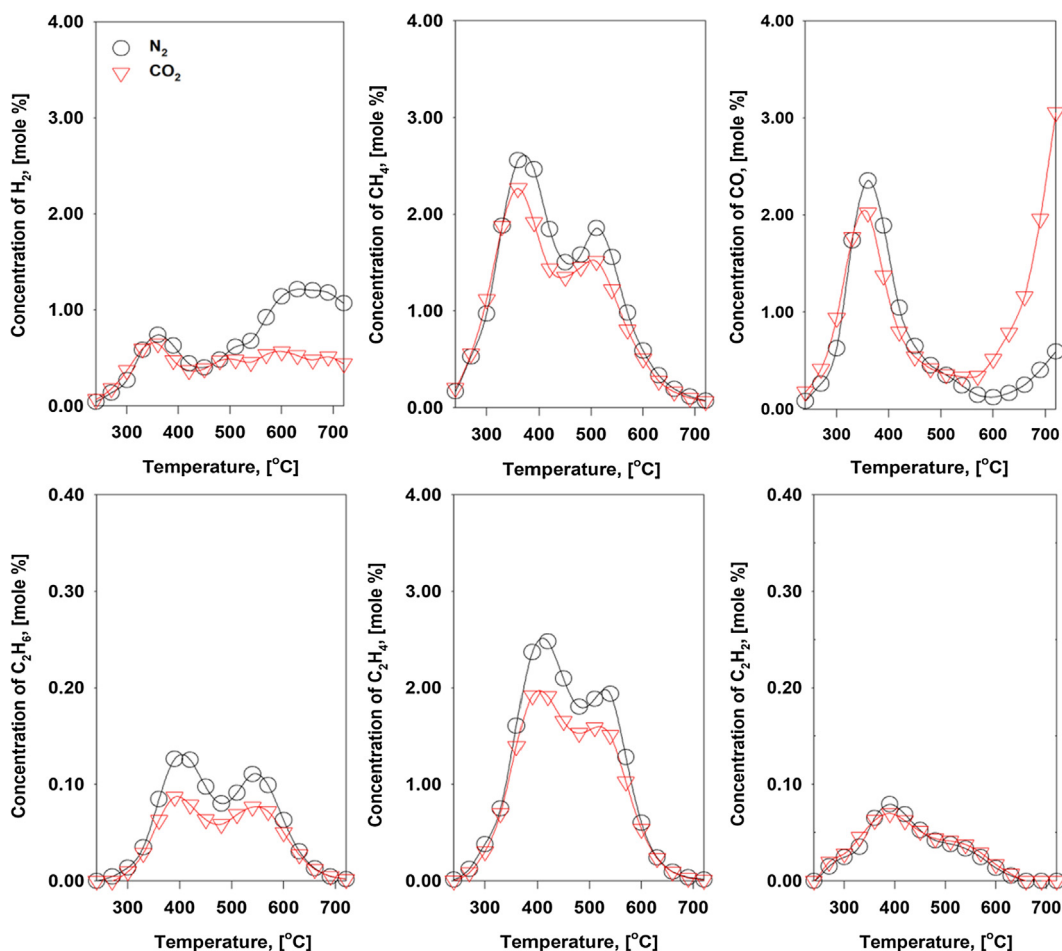 4.00 3.00 2.00 1.00 0.00
Concentration of H2, [mole %]
N2
CO2
300 400 500 600 700
Temperature, [oC]
4.00 3.00 2.00 1.00 0.00
Concentration of CH4, [mole %]
300 400 500 600 700
Temperature, [oC]
4.00 3.00 2.00 1.00 0.00
Concentration of CO, [mole %]
300 400 500 600 700
Temperature, [oC]
0.40 0.30 0.20 0.10 0.00
Concentration of C2H6, [mole %]
300 400 500 600 700
Temperature, [oC]
4.00 3.00 2.00 1.00 0.00
Concentration of C2H4, [mole %]
300 400 500 600 700
Temperature, [oC]
0.40 0.30 0.20 0.10 0.00
Concentration of C2H2, [mole %]
300 400 500 600 700
Temperature, [oC]